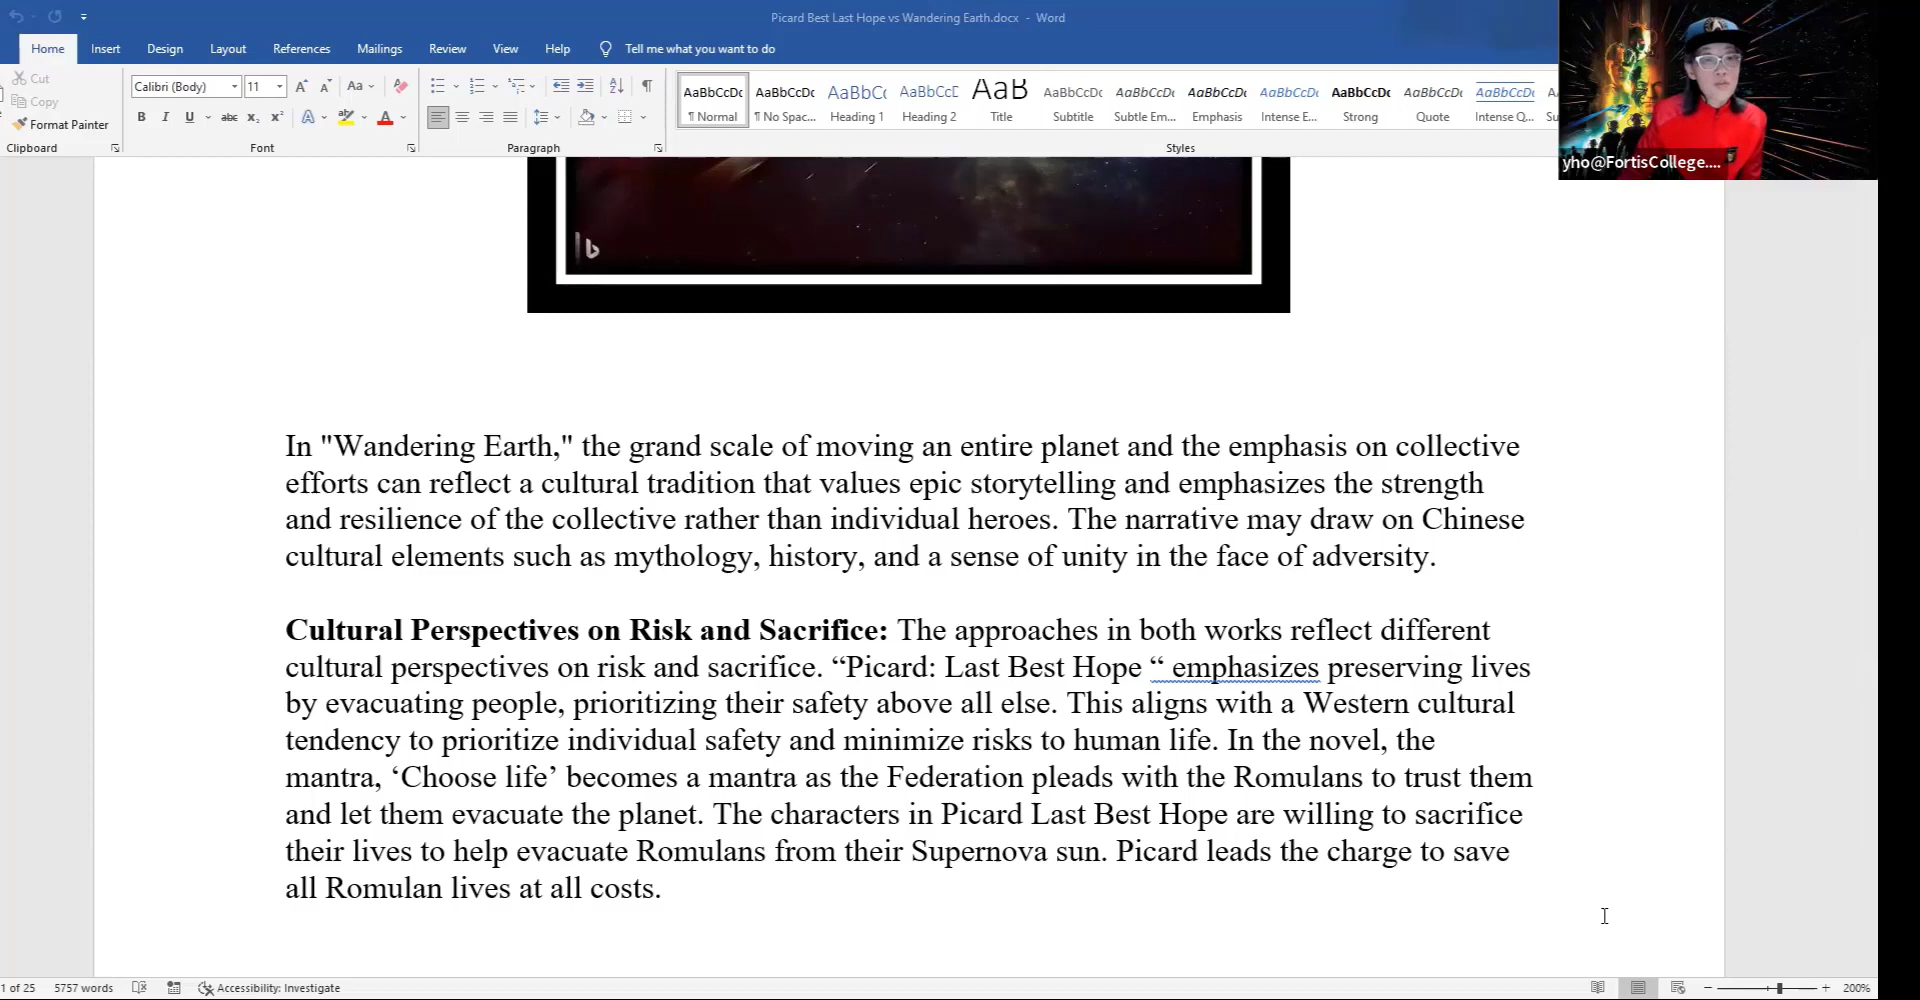 Picard Best Last Hope vs Wandering Earth.docx - Word
Home Insert Design Layout References Mailings Review View Help Tell me what you want to do
Cut
Copy
Format Painter
Clipboard
Calibri (Body) 11
Aa
B I U abc x₂ x² A ab A
Font
Paragraph
AaBbCcDc AaBbCcDc AaBbCc AaBbCcE AaB AaBbCcDc AaBbCcDc AaBbCcDc AaBbCcDc AaBbCcDc AaBbCcDc AaBbCcDc
¶ Normal ¶ No Spac... Heading 1 Heading 2 Title Subtitle Subtle Em... Emphasis Intense E... Strong Quote Intense Q...
Styles
yho@FortisCollege....
b
In "Wandering Earth," the grand scale of moving an entire planet and the emphasis on collective
efforts can reflect a cultural tradition that values epic storytelling and emphasizes the strength
and resilience of the collective rather than individual heroes. The narrative may draw on Chinese
cultural elements such as mythology, history, and a sense of unity in the face of adversity.
Cultural Perspectives on Risk and Sacrifice: The approaches in both works reflect different
cultural perspectives on risk and sacrifice. “Picard: Last Best Hope “ emphasizes preserving lives
by evacuating people, prioritizing their safety above all else. This aligns with a Western cultural
tendency to prioritize individual safety and minimize risks to human life. In the novel, the
mantra, ‘Choose life’ becomes a mantra as the Federation pleads with the Romulans to trust them
and let them evacuate the planet. The characters in Picard Last Best Hope are willing to sacrifice
their lives to help evacuate Romulans from their Supernova sun. Picard leads the charge to save
all Romulan lives at all costs.
1 of 25 5757 words Accessibility: Investigate 200%